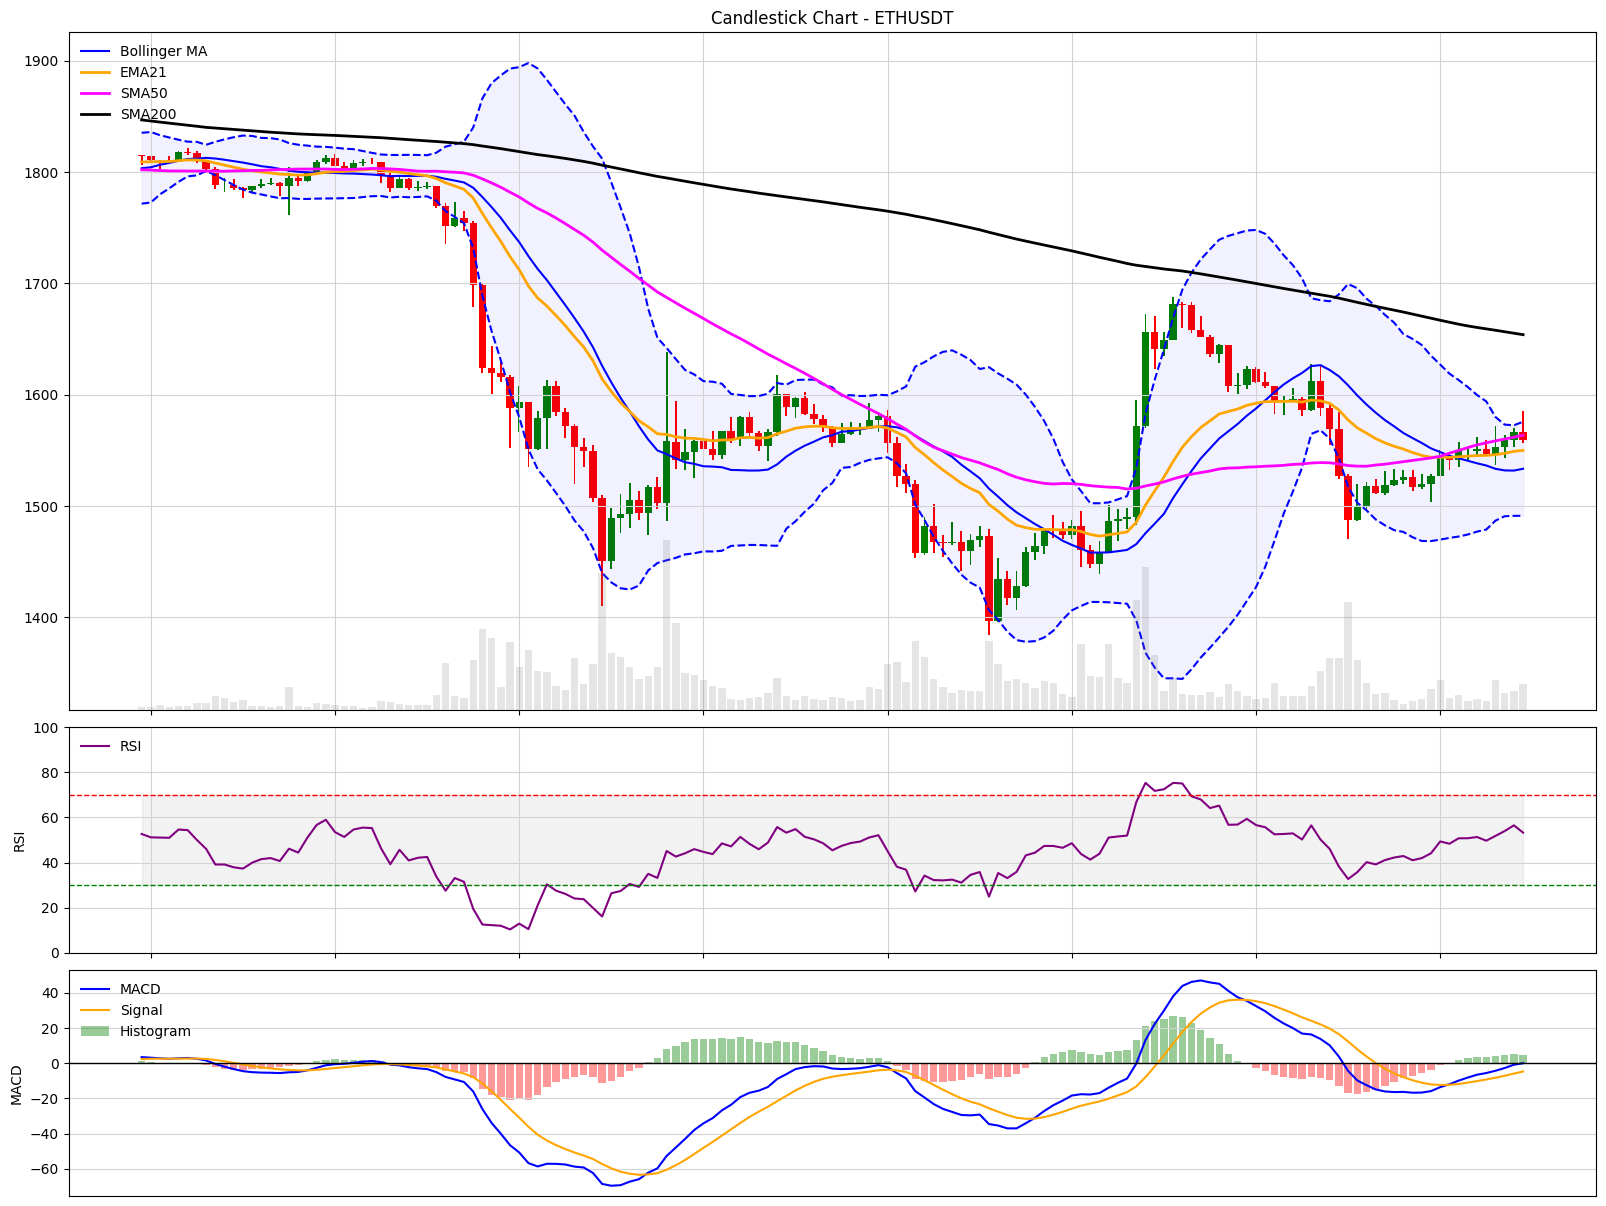 Candlestick Chart - ETHUSDT
Bollinger MA
EMA21
SMA50
SMA200
1900
1800
1700
1600
1500
1400
RSI
100
80
60
40
20
0
RSI
MACD
Signal
Histogram
40
20
0
−20
−40
−60
MACD